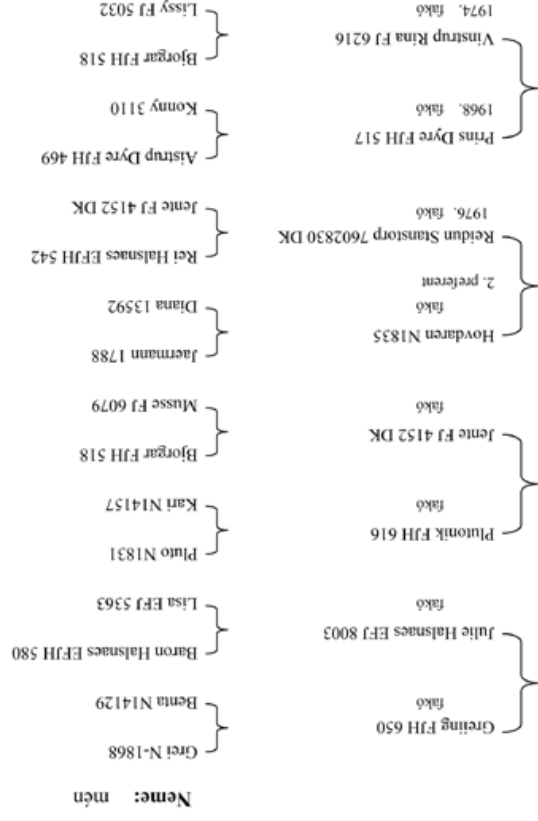 Neme: mén
Greiing FJH 650
fakó
Julie Halsnaes EFJ 8003
fakó
Plutonik FJH 616
fakó
Jente FJ 4152 DK
fakó
Hovdaren N1835
fakó
2. preferent
Reidun Stanstorp 7602830 DK
1976. fakó
Prins Dyre FJH 517
1968. fakó
Vinstrup Rina FJ 6216
1974. fakó
Grei N-1868
Benta N14129
Baron Halsnaes EFJH 580
Lisa EFJ 5363
Pluto N1831
Kari N14157
Bjorgar FJH 518
Musse FJ 6079
Jaermann 1788
Diana 13592
Rei Halsnaes EFJH 542
Jente FJ 4152 DK
Aistrup Dyre FJH 469
Konny 3110
Bjorgar FJH 518
Lissy FJ 5032